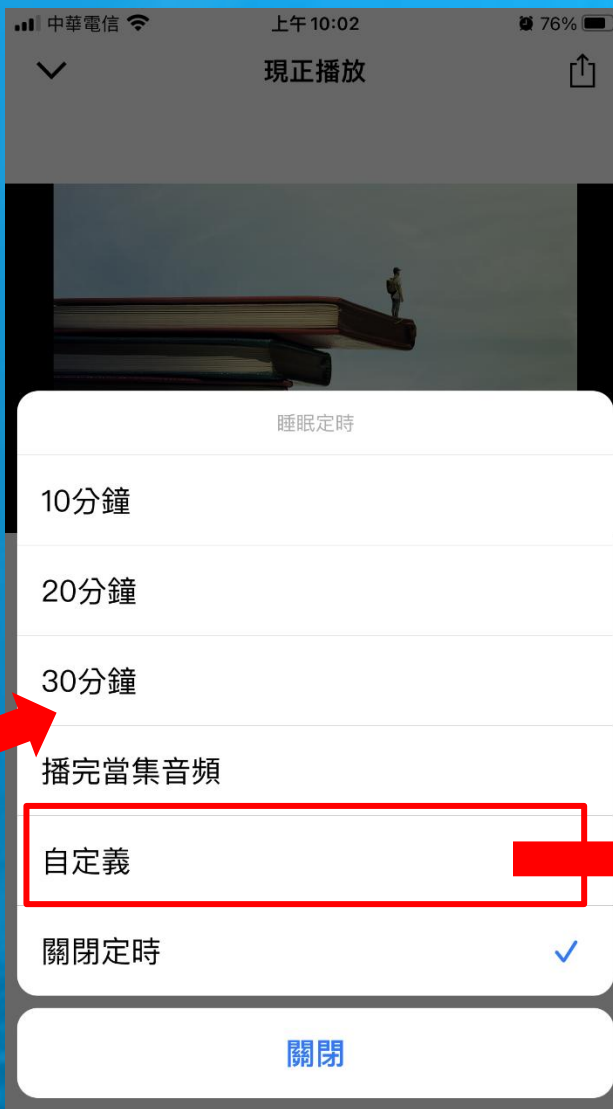 中華電信
上午10:02
76%
現正播放
睡眠定時
10分鐘
20分鐘
30分鐘
播完當集音頻
自定義
關閉定時
關閉